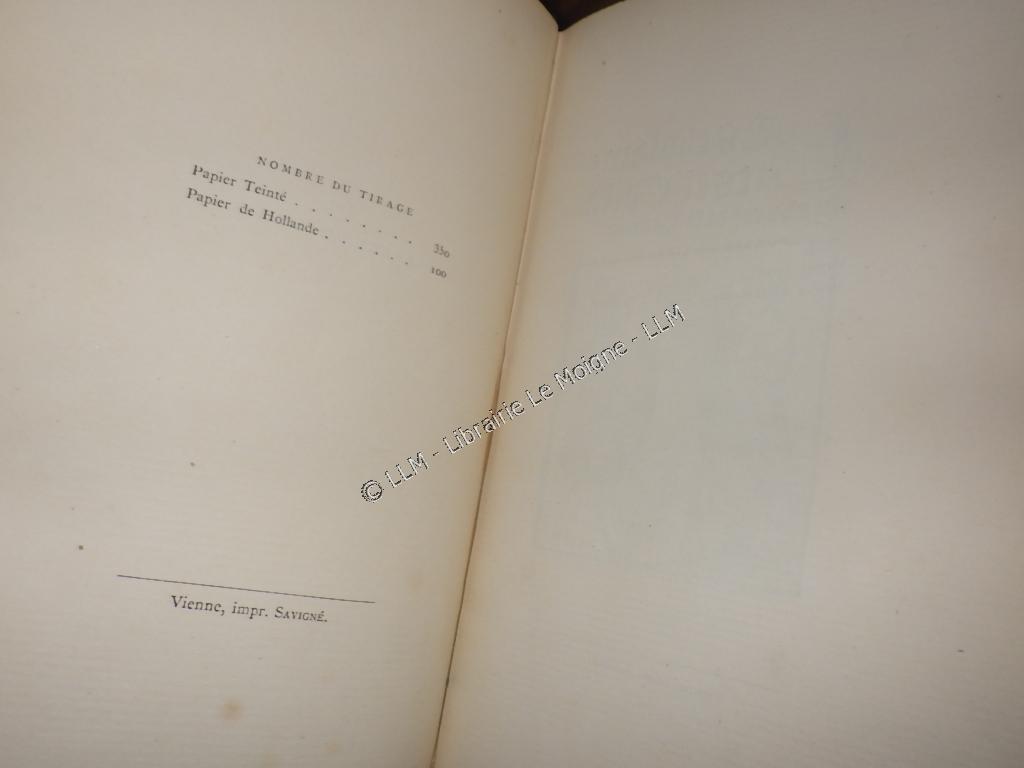 NOMBRE DU TIRAGE
Papier Teinté . . . . . . . . 350
Papier de Hollande . . . . . . 100
© LLM - Librairie Le Moigne - LLM
Vienne, impr. SAVIGNÉ.